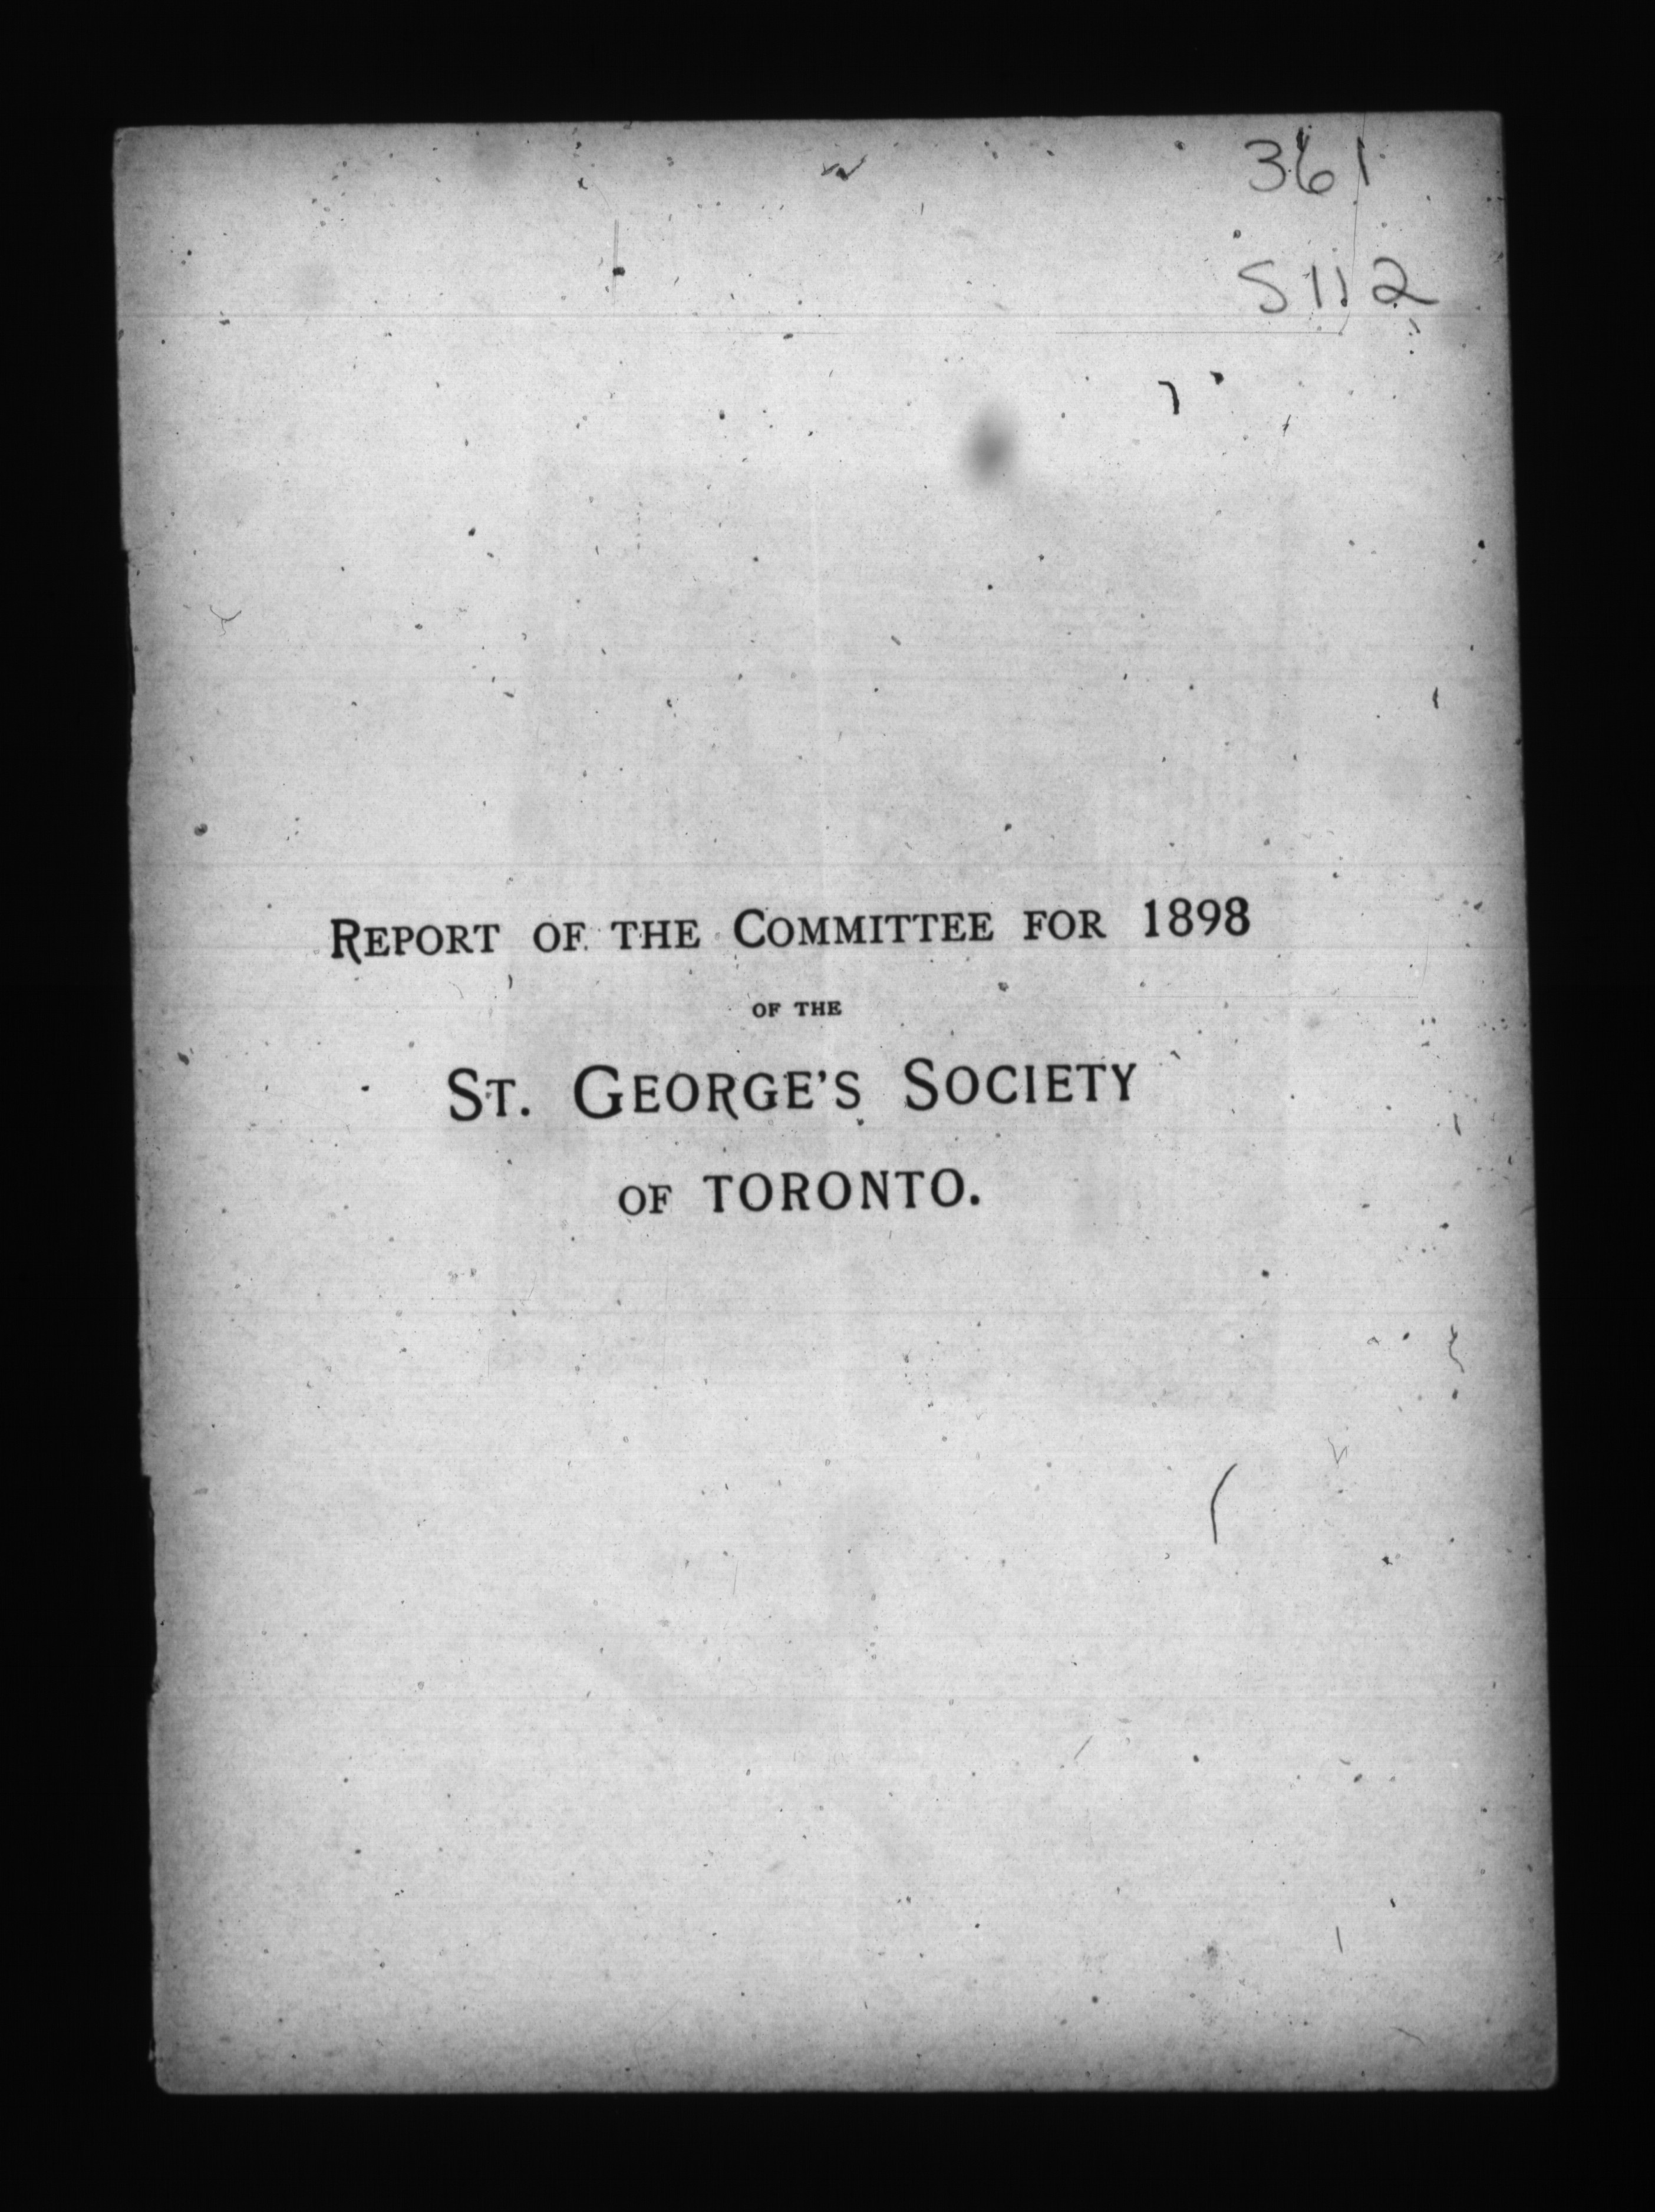 361
S112
REPORT OF THE COMMITTEE FOR 1898
OF THE
ST. GEORGE'S SOCIETY
OF TORONTO.